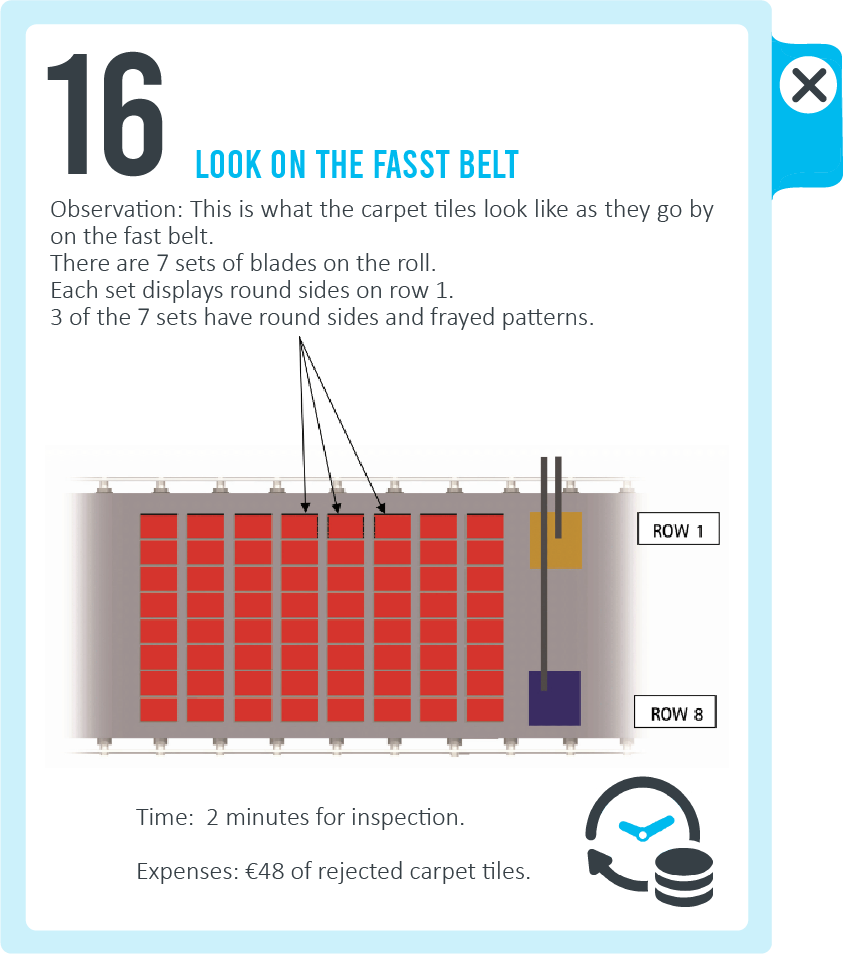 16
LOOK ON THE FASST BELT
Observation: This is what the carpet tiles look like as they go by
on the fast belt.
There are 7 sets of blades on the roll.
Each set displays round sides on row 1.
3 of the 7 sets have round sides and frayed patterns.
ROW 1
ROW 8
Time: 2 minutes for inspection.
Expenses: €48 of rejected carpet tiles.